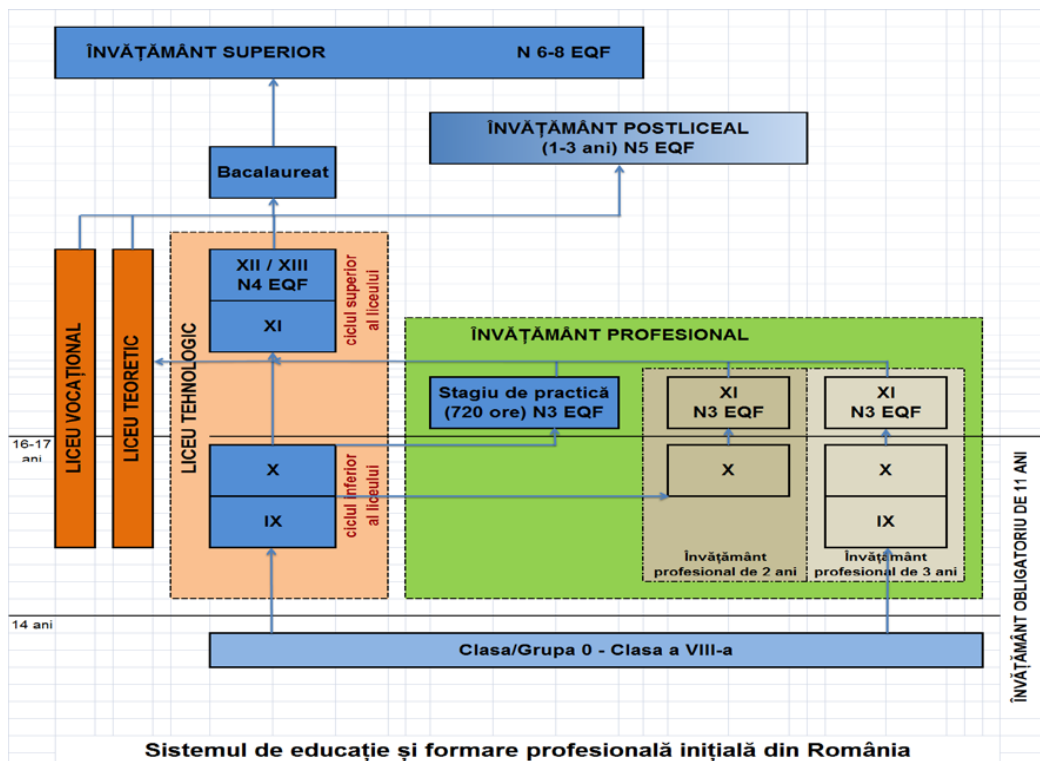 ÎNVĂȚĂMÂNT SUPERIOR N 6-8 EQF
ÎNVĂȚĂMÂNT POSTLICEAL
(1-3 ani) N5 EQF
Bacalaureat
LICEU VOCAȚIONAL
LICEU TEORETIC
LICEU TEHNOLOGIC
XII / XIII
N4 EQF
XI
ciclul superior
al liceului
ÎNVĂȚĂMÂNT PROFESIONAL
Stagiu de practică
(720 ore) N3 EQF
XI
N3 EQF
XI
N3 EQF
16-17
ani
X
IX
ciclul inferior
al liceului
X
X
IX
Învățământ
profesional de 2 ani
Învățământ
profesional de 3 ani
ÎNVĂȚĂMÂNT OBLIGATORIU DE 11 ANI
14 ani
Clasa/Grupa 0 - Clasa a VIII-a
Sistemul de educație și formare profesională inițială din România